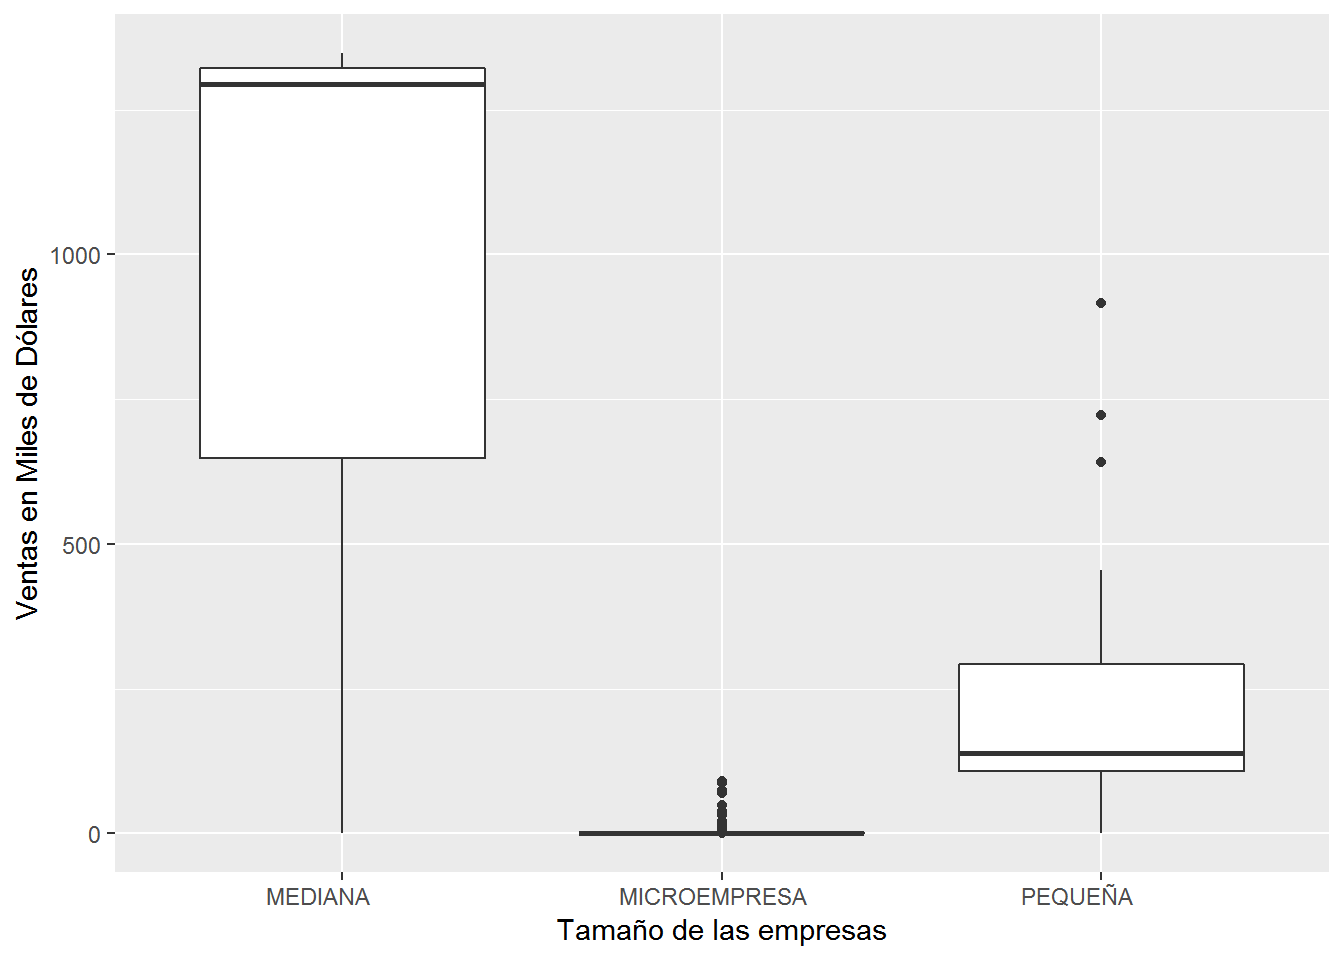 Ventas en Miles de Dólares
1000
500
0
MEDIANA
MICROEMPRESA
PEQUEÑA
Tamaño de las empresas